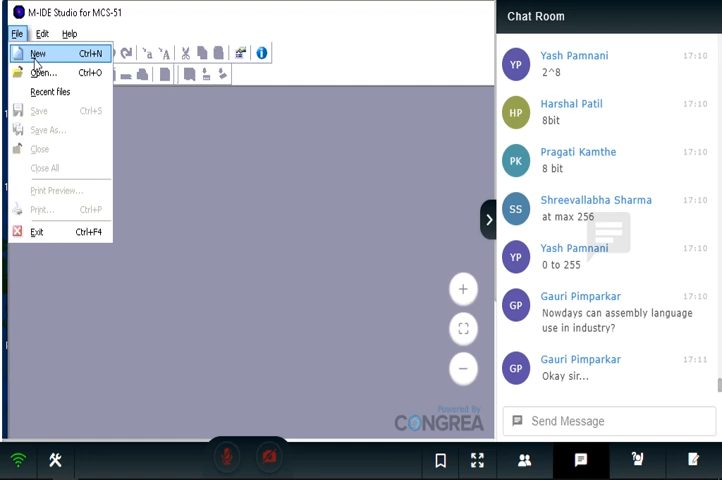 M-IDE Studio for MCS-51
File Edit Help
New Ctrl+N
Open... Ctrl+O
Recent files
Save Ctrl+S
Save As...
Close
Close All
Print Preview...
Print... Ctrl+P
Exit Ctrl+F4
Powered By
CONGREA
Chat Room
YP Yash Pamnani 17:10
2^8
HP Harshal Patil 17:10
8bit
PK Pragati Kamthe 17:10
8 bit
SS Shreevallabha Sharma 17:10
at max 256
YP Yash Pamnani 17:10
0 to 255
GP Gauri Pimparkar 17:10
Nowdays can assembly language
use in industry?
GP Gauri Pimparkar 17:11
Okay sir...
Send Message